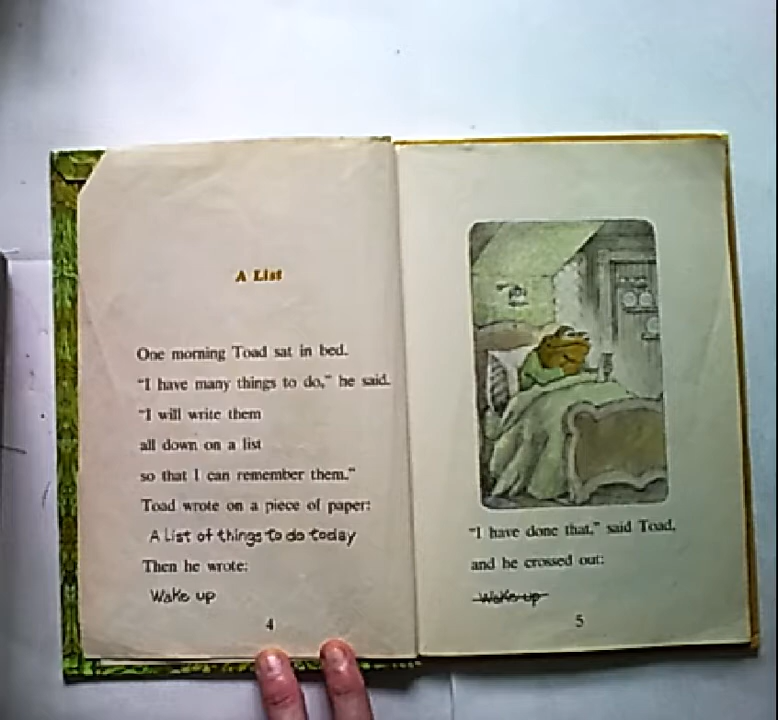 A List
One morning Toad sat in bed.
"I have many things to do," he said.
"I will write them
all down on a list
so that I can remember them."
Toad wrote on a piece of paper:
A List of things to do today
Then he wrote:
Wake up
4
"I have done that," said Toad,
and he crossed out:
Wake up
5